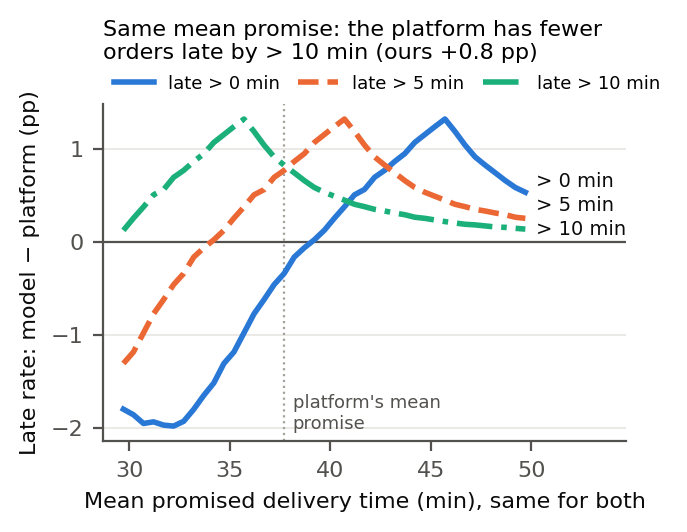 Same mean promise: the platform has fewer
orders late by > 10 min (ours +0.8 pp)
late > 0 min
late > 5 min
late > 10 min
Late rate: model − platform (pp)
1
0
−1
−2
> 0 min
> 5 min
> 10 min
platform's mean
promise
30
35
40
45
50
Mean promised delivery time (min), same for both